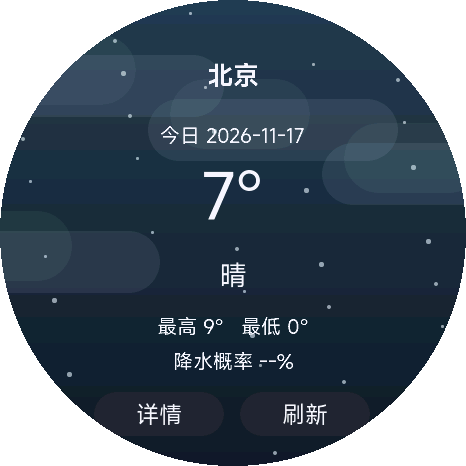 北京
今日 2026-11-17
7°
晴
最高 9° 最低 0°
降水概率 --%
详情 刷新